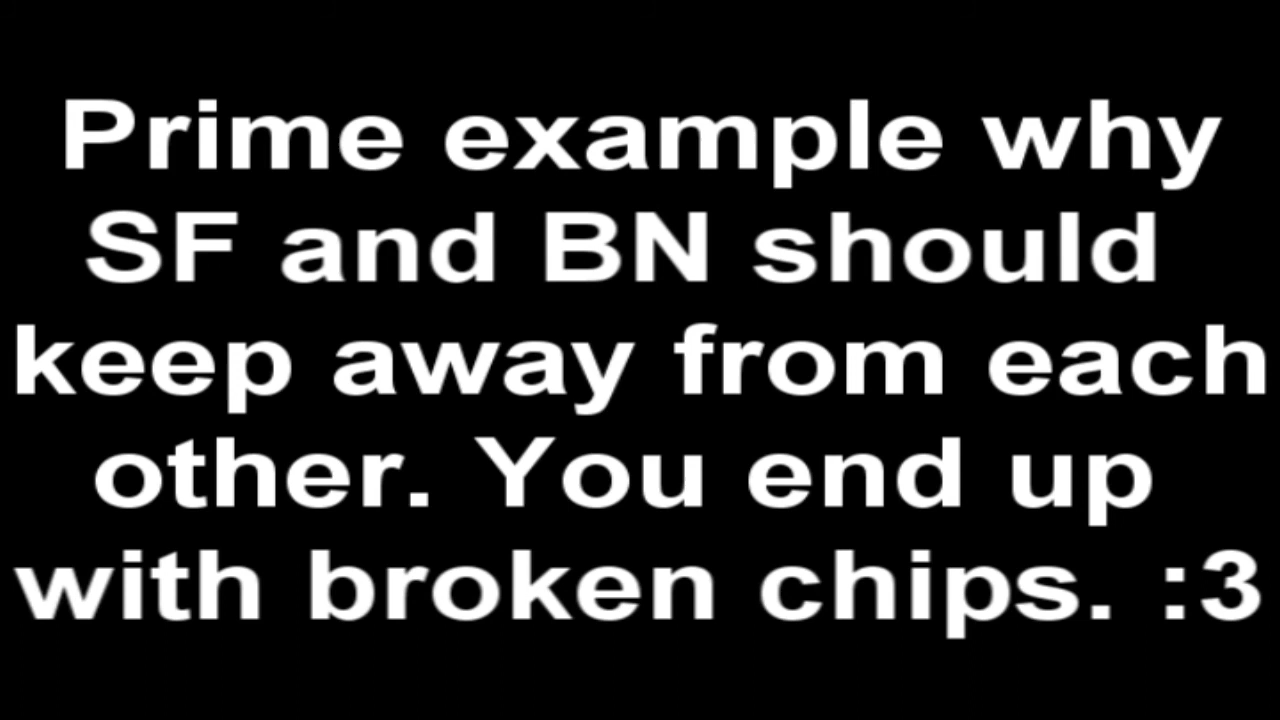 Prime example why
SF and BN should
keep away from each
other. You end up
with broken chips. :3